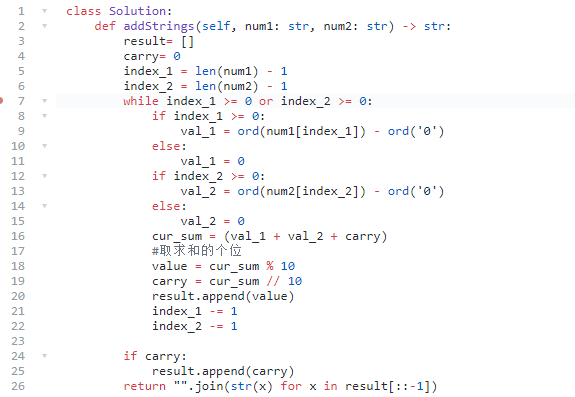 1 class Solution:
2 def addStrings(self, num1: str, num2: str) -> str:
3 result= []
4 carry= 0
5 index_1 = len(num1) - 1
6 index_2 = len(num2) - 1
7 while index_1 >= 0 or index_2 >= 0:
8 if index_1 >= 0:
9 val_1 = ord(num1[index_1]) - ord('0')
10 else:
11 val_1 = 0
12 if index_2 >= 0:
13 val_2 = ord(num2[index_2]) - ord('0')
14 else:
15 val_2 = 0
16 cur_sum = (val_1 + val_2 + carry)
17 #取求和的个位
18 value = cur_sum % 10
19 carry = cur_sum // 10
20 result.append(value)
21 index_1 -= 1
22 index_2 -= 1
23
24 if carry:
25 result.append(carry)
26 return "".join(str(x) for x in result[::-1])